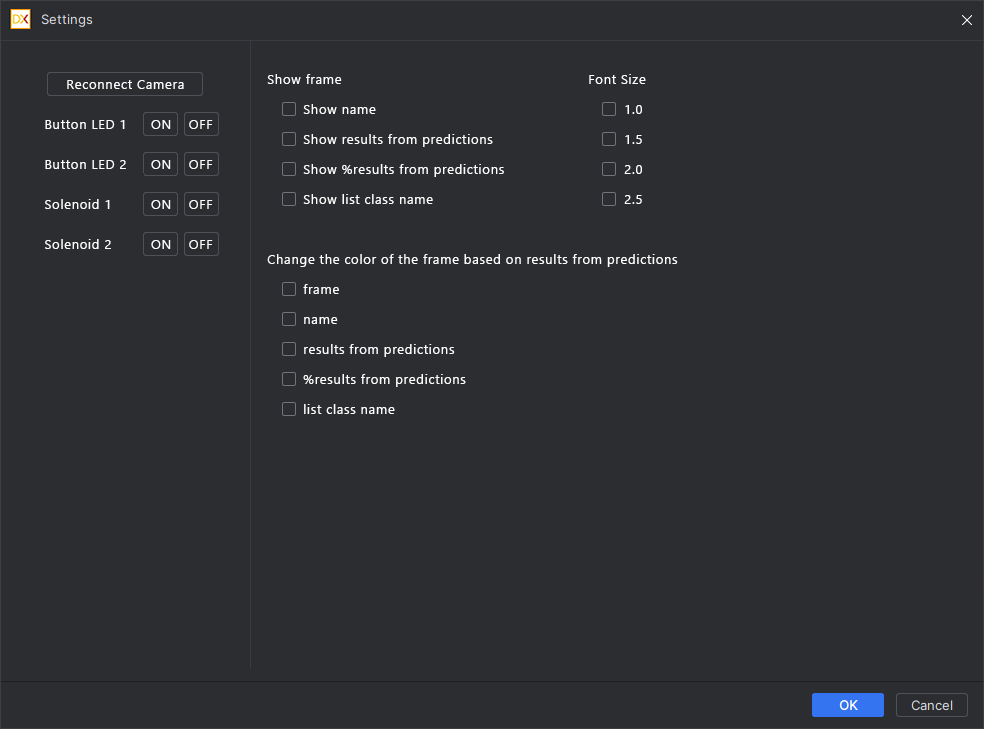 DX Settings
Reconnect Camera
Button LED 1 ON OFF
Button LED 2 ON OFF
Solenoid 1 ON OFF
Solenoid 2 ON OFF
Show frame
Show name
Show results from predictions
Show %results from predictions
Show list class name
Font Size
1.0
1.5
2.0
2.5
Change the color of the frame based on results from predictions
frame
name
results from predictions
%results from predictions
list class name
OK Cancel